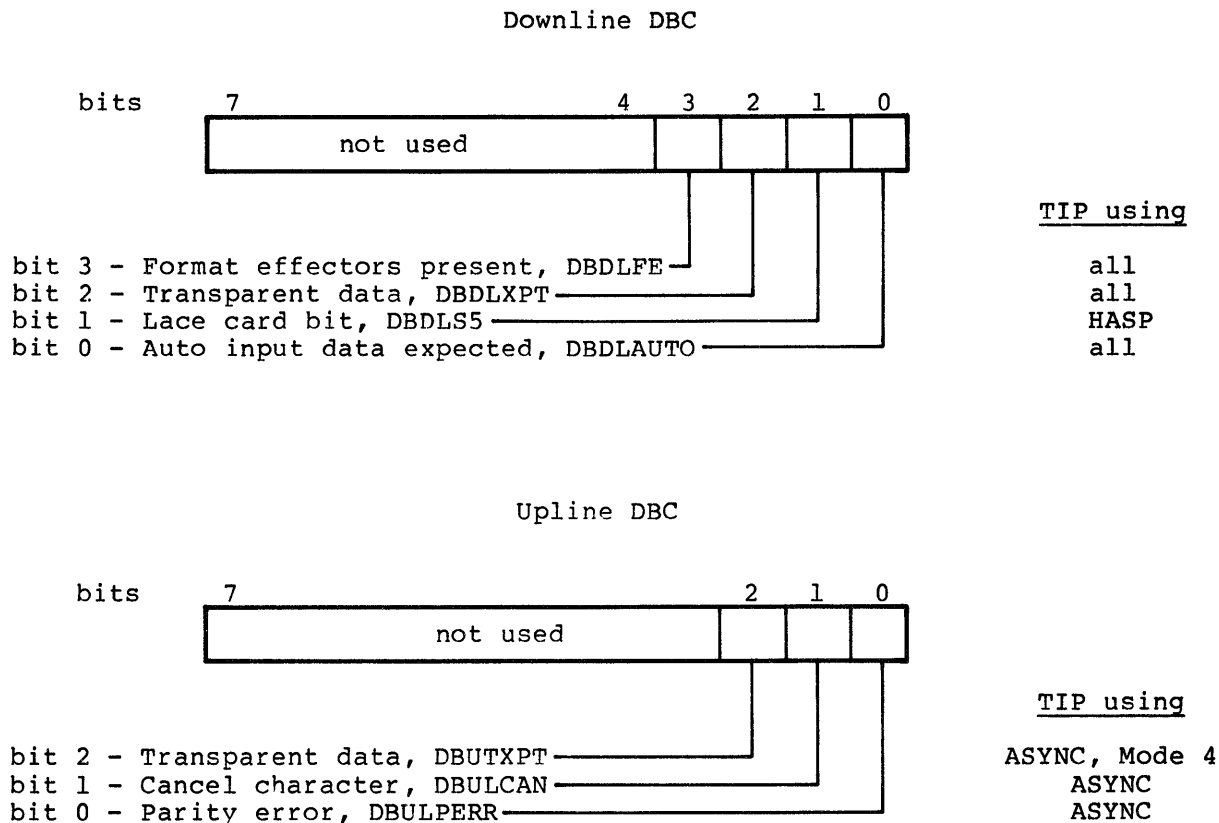 Downline DBC
bits 7 4 3 2 1 0
not used
TIP using
bit 3 - Format effectors present, DBDLFE all
bit 2 - Transparent data, DBDLXPT all
bit 1 - Lace card bit, DBDLS5 HASP
bit 0 - Auto input data expected, DBDLAUTO all
Upline DBC
bits 7 2 1 0
not used
TIP using
bit 2 - Transparent data, DBUTXPT ASYNC, Mode 4
bit 1 - Cancel character, DBULCAN ASYNC
bit 0 - Parity error, DBULPERR ASYNC